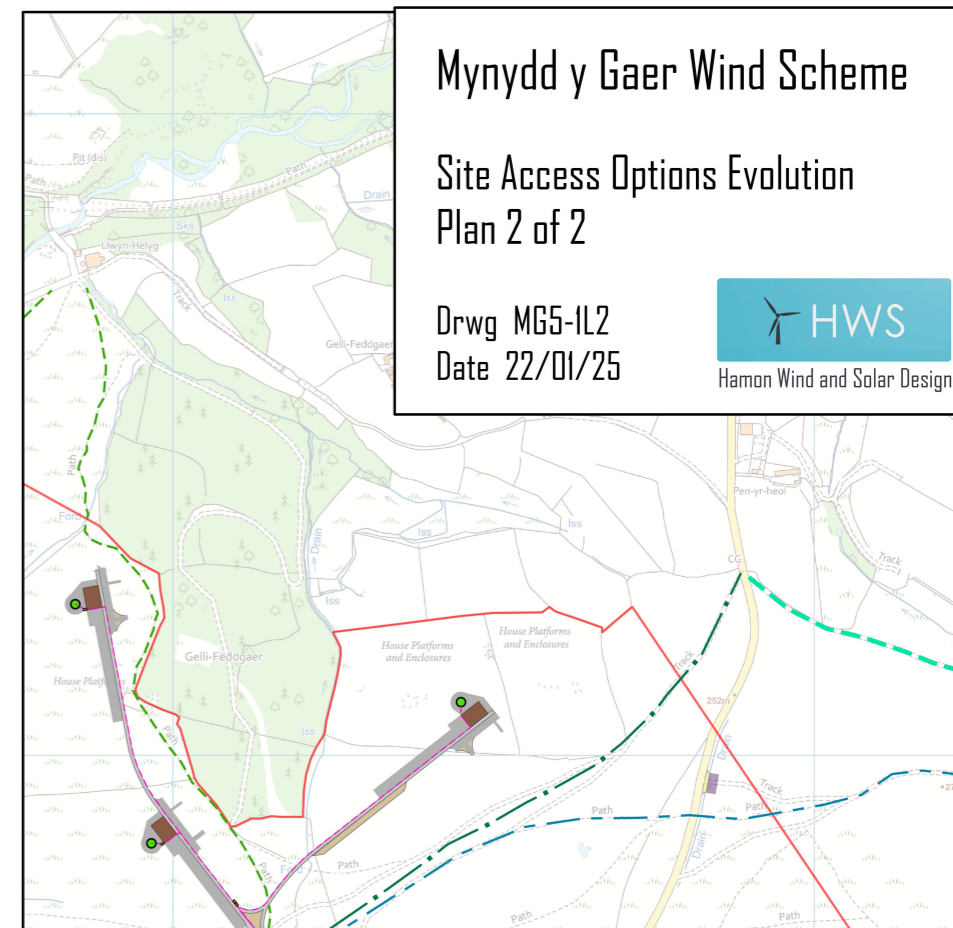 Mynydd y Gaer Wind Scheme
Site Access Options Evolution
Plan 2 of 2
Drwg MG5-1L2
Date 22/01/25
HWS
Hamon Wind and Solar Design
Pit (dis)
Path
Path
Drain
Sks
Llwyn-Helyg
Track
Iss
Gelli-Feddgaer
Path
Ford
Drain
Iss
Iss
Iss
Pen-yr-heol
Track
CG
House Platforms
and Enclosures
House Platforms
and Enclosures
Track
Gelli-Feddgaer
House
252m
Path
Iss
Drain
Track
Path
Path
Path
Path
Drain
Path
Path